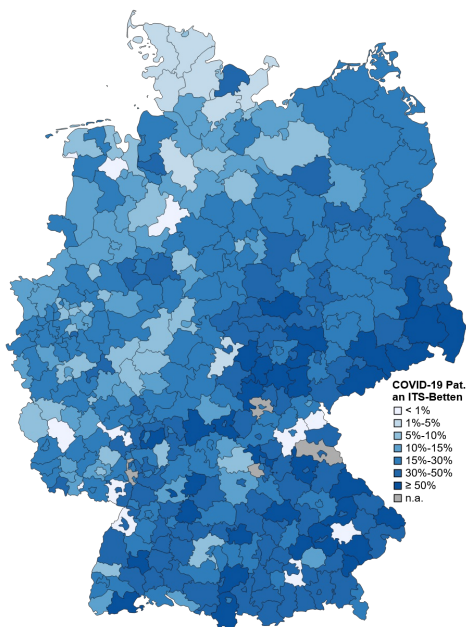 COVID-19 Pat.
an ITS-Betten
< 1%
1%-5%
5%-10%
10%-15%
15%-30%
30%-50%
≥ 50%
n.a.